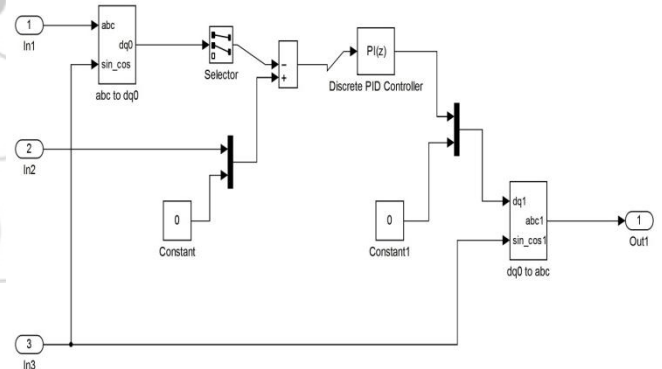 1
In1
abc
dq0
sin_cos
abc to dq0
Selector
−
+
PI(z)
Discrete PID Controller
2
In2
0
Constant
0
Constant1
dq1
abc1
sin_cos1
dq0 to abc
1
Out1
3
In3